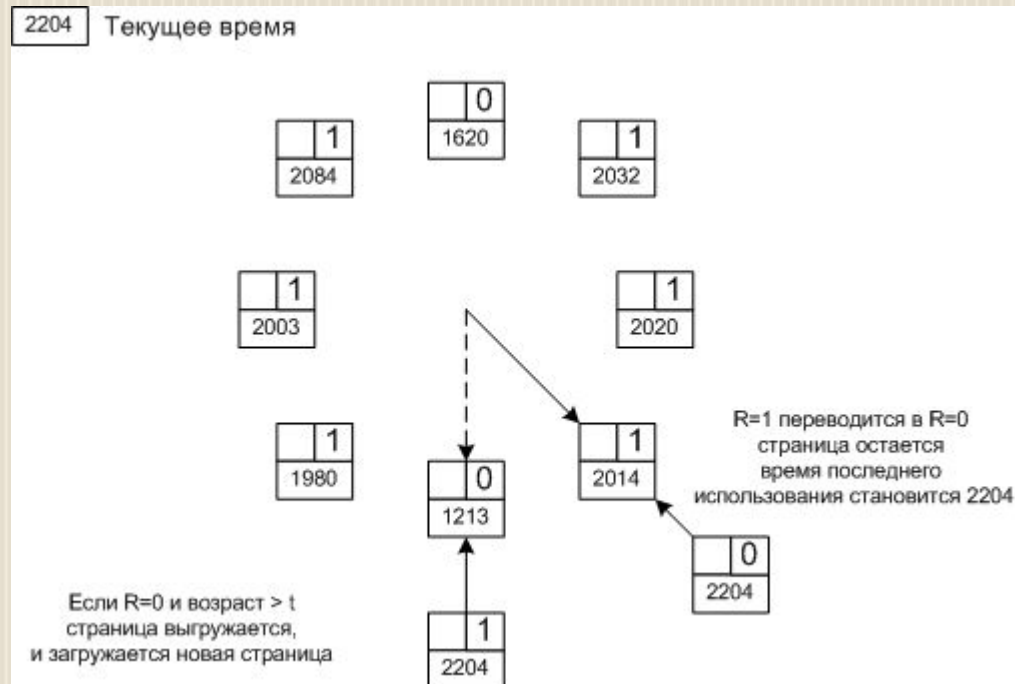 2204 Текущее время
0
1620
1
2084
1
2032
1
2003
1
2020
1
1980
0
1213
1
2014
R=1 переводится в R=0
страница остается
время последнего
использования становится 2204
0
2204
Если R=0 и возраст > t
страница выгружается,
и загружается новая страница
1
2204